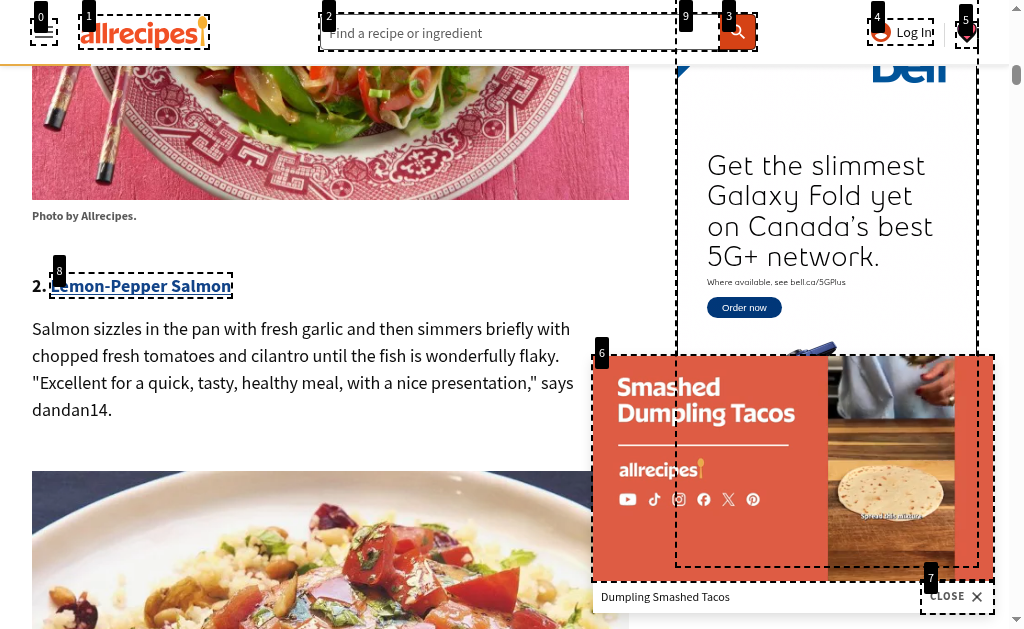 0
1
2
9
3
4
5
allrecipes
Find a recipe or ingredient
Log In
Bell
Get the slimmest
Galaxy Fold yet
on Canada's best
5G+ network.
Where available, see bell.ca/5GPlus
Order now
Photo by Allrecipes.
8
2. Lemon-Pepper Salmon
Salmon sizzles in the pan with fresh garlic and then simmers briefly with
chopped fresh tomatoes and cilantro until the fish is wonderfully flaky.
"Excellent for a quick, tasty, healthy meal, with a nice presentation," says
dandan14.
6
Smashed
Dumpling Tacos
allrecipes
Spread this mixture
7
Dumpling Smashed Tacos
CLOSE